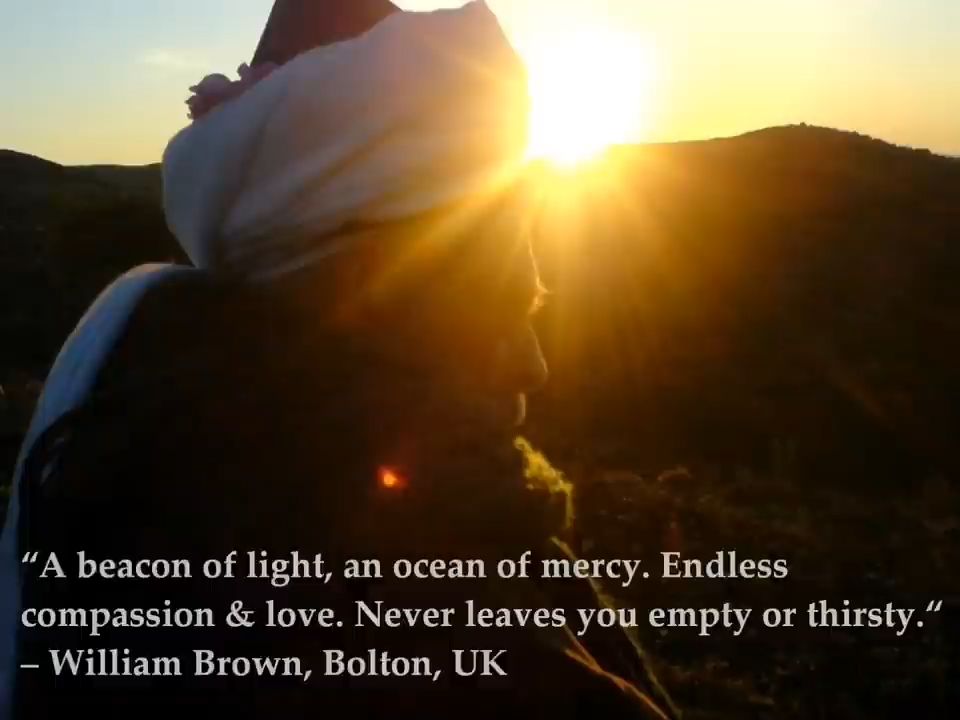 “A beacon of light, an ocean of mercy. Endless
compassion & love. Never leaves you empty or thirsty.“
– William Brown, Bolton, UK